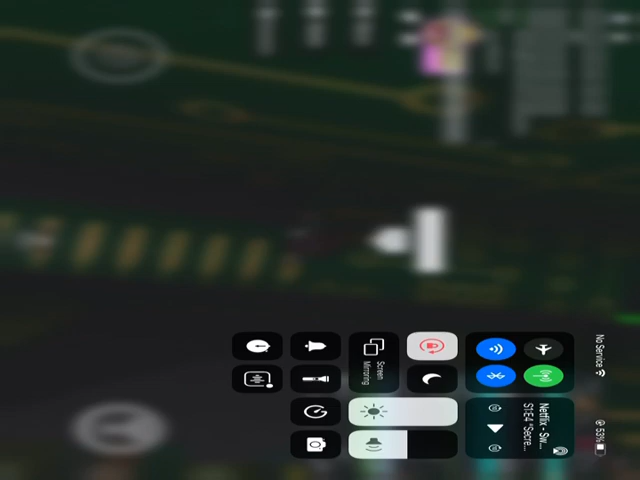 No Service
53%
Netflix - Sw...
S1:E4 "Secre...
Screen
Mirroring